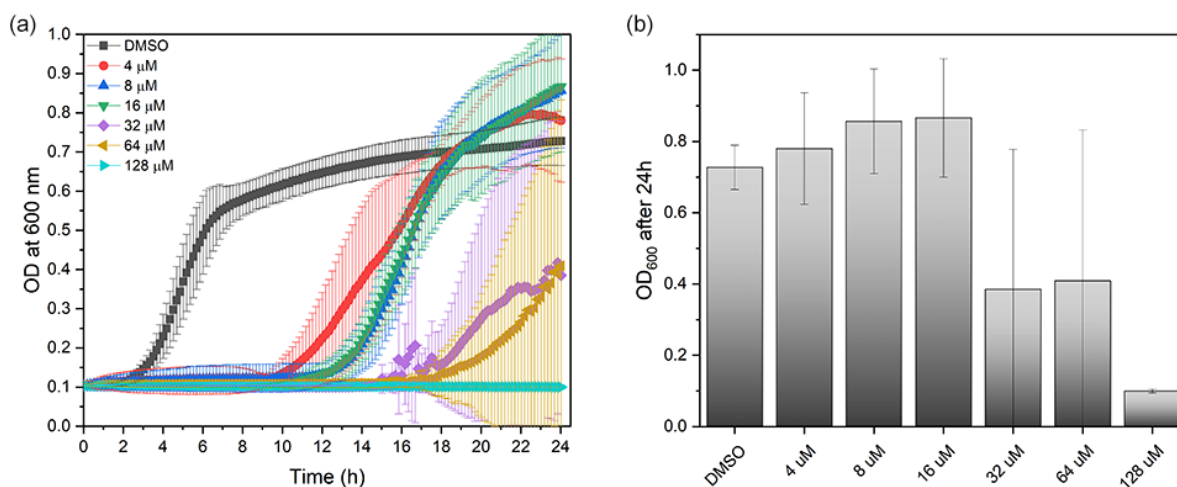 (a)
OD at 600 nm
1.0
0.9
0.8
0.7
0.6
0.5
0.4
0.3
0.2
0.1
0.0
DMSO
4 μM
8 μM
16 μM
32 μM
64 μM
128 μM
0 2 4 6 8 10 12 14 16 18 20 22 24
Time (h)
(b)
OD600 after 24h
1.0
0.8
0.6
0.4
0.2
0.0
DMSO
4 uM
8 uM
16 uM
32 uM
64 uM
128 uM